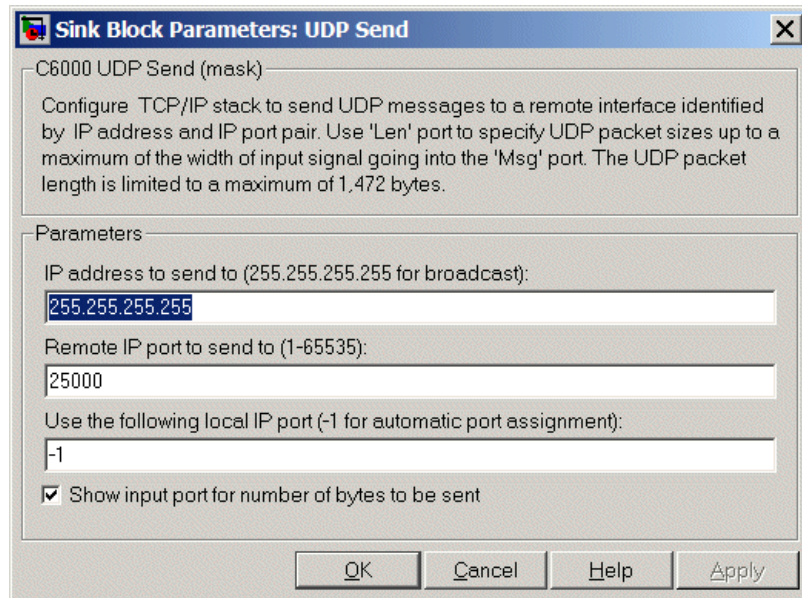 Sink Block Parameters: UDP Send
C6000 UDP Send (mask)
Configure TCP/IP stack to send UDP messages to a remote interface identified
by IP address and IP port pair. Use 'Len' port to specify UDP packet sizes up to a
maximum of the width of input signal going into the 'Msg' port. The UDP packet
length is limited to a maximum of 1,472 bytes.
Parameters
IP address to send to (255.255.255.255 for broadcast):
255.255.255.255
Remote IP port to send to (1-65535):
25000
Use the following local IP port (-1 for automatic port assignment):
-1
Show input port for number of bytes to be sent
OK Cancel Help Apply